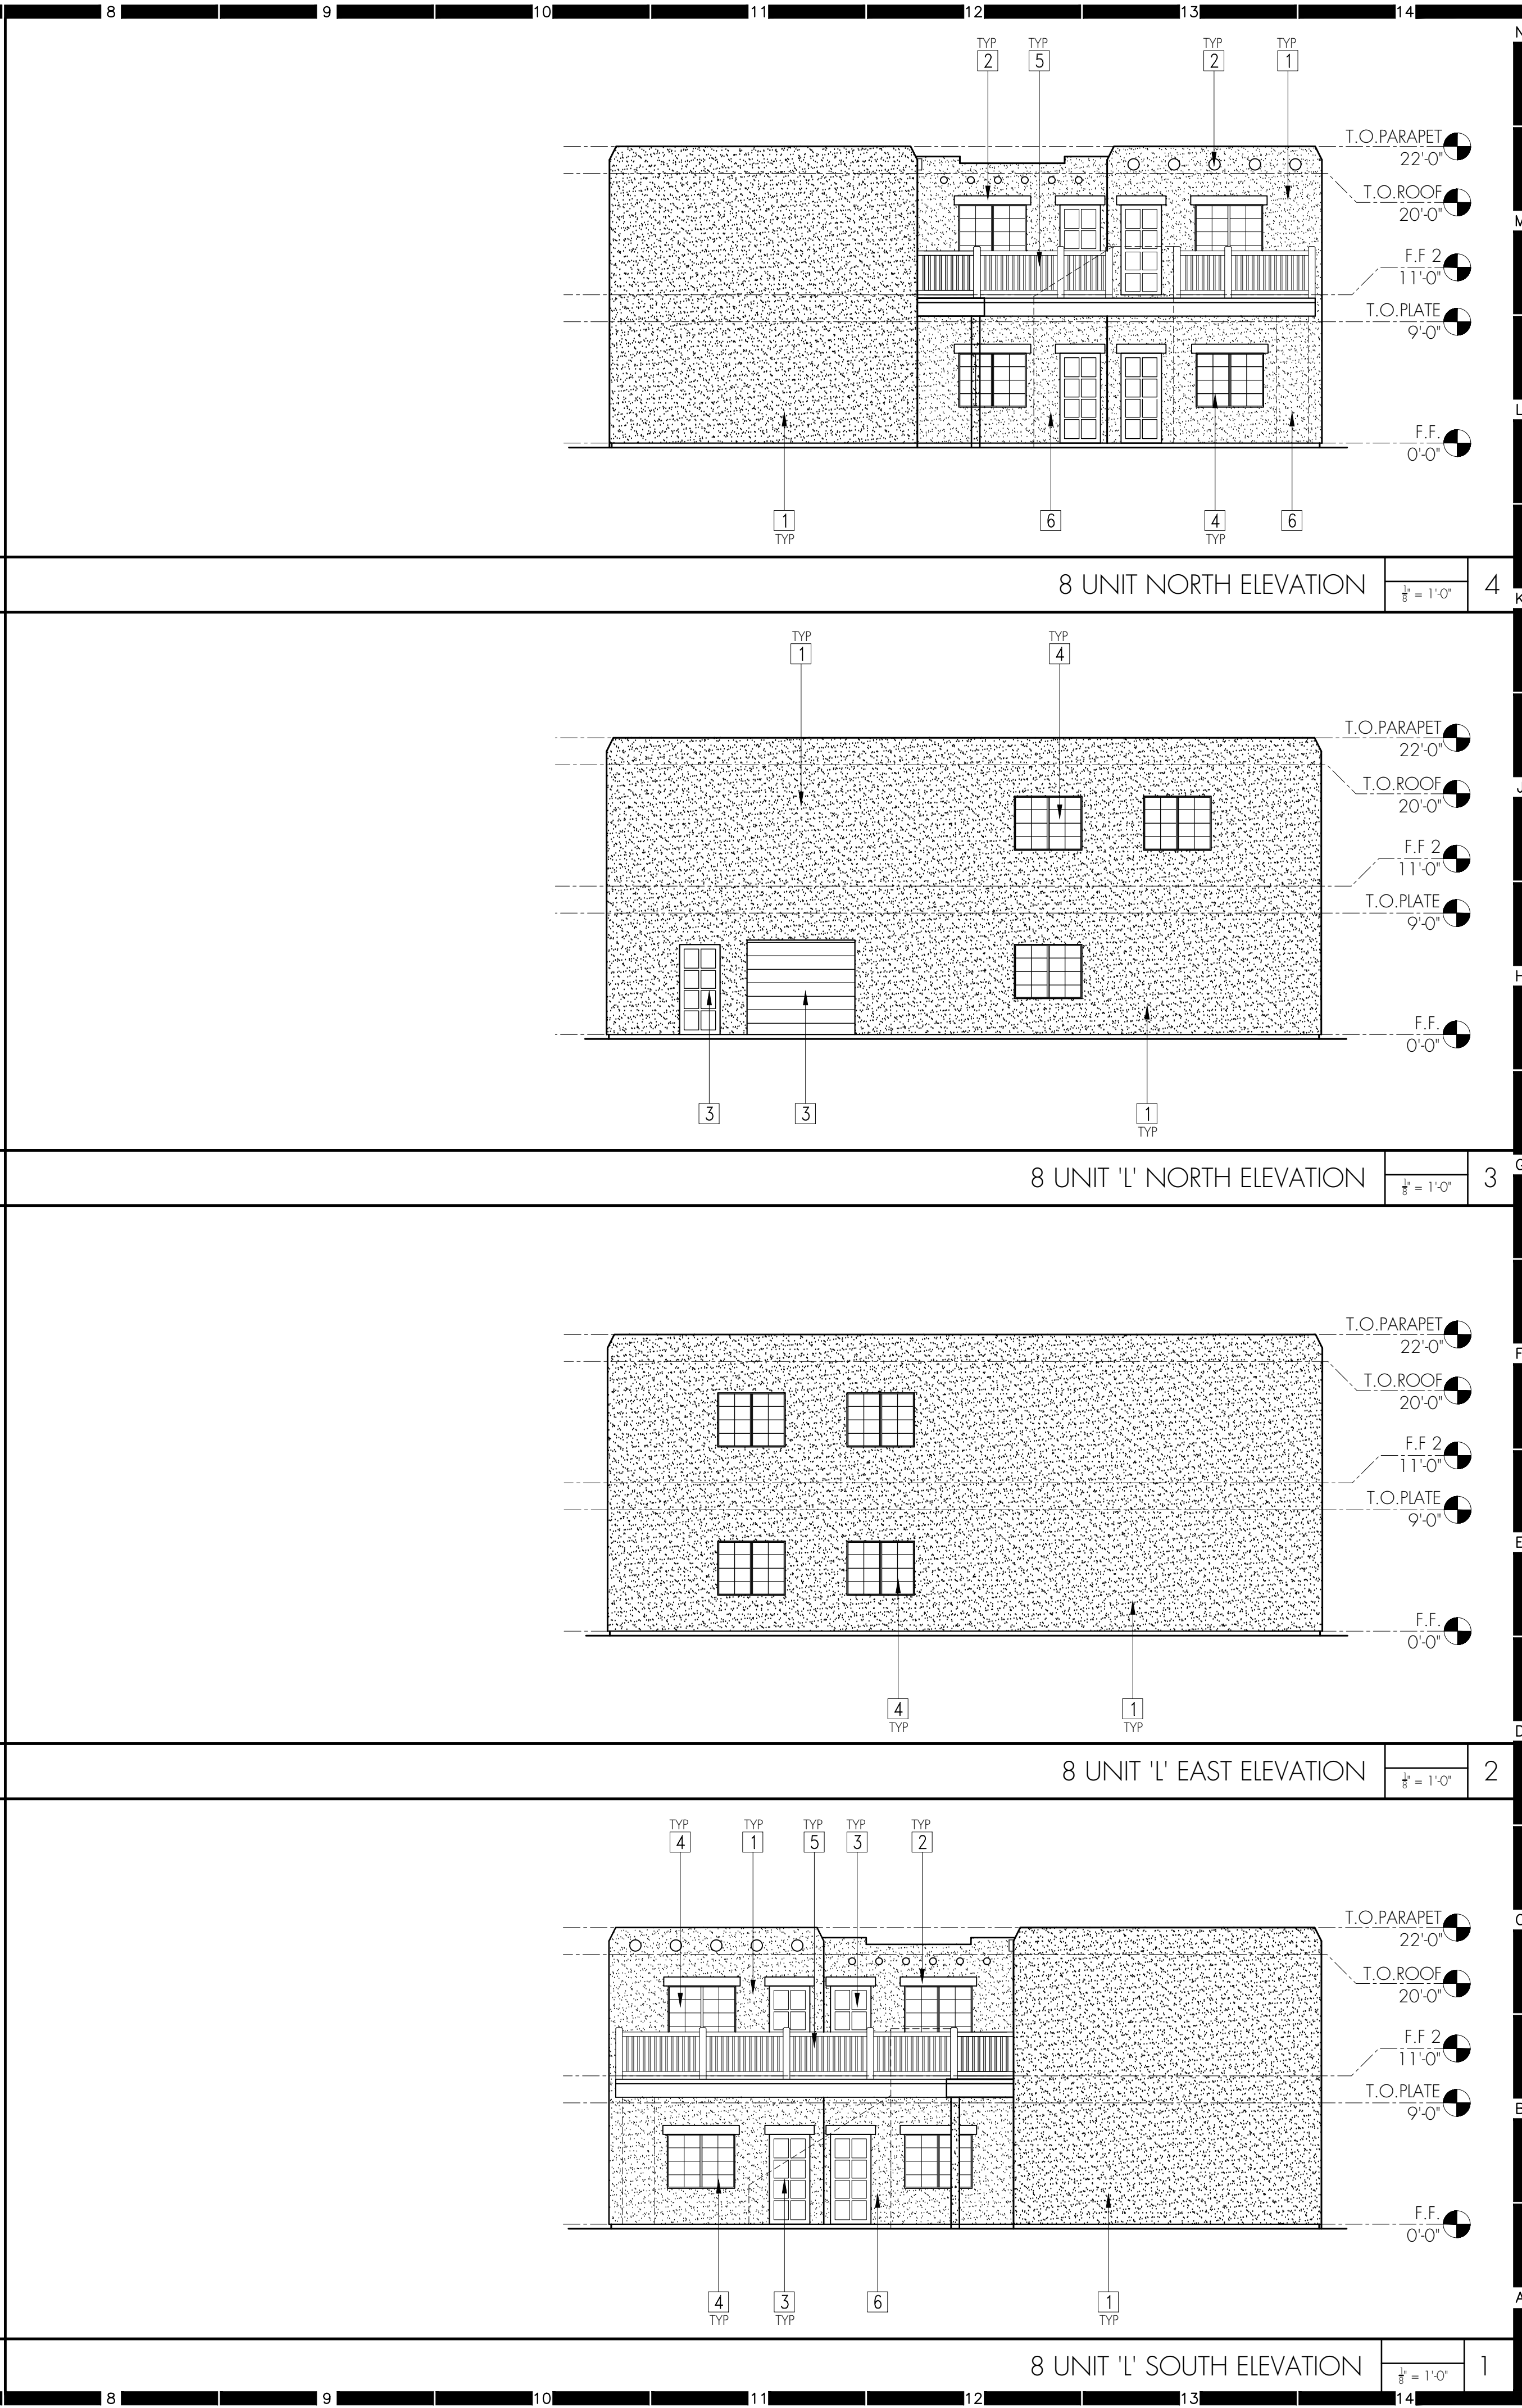 8 9 10 11 12 13 14
N
TYP TYP TYP TYP
2 5 2 1
T.O.PARAPET
22'-0"
T.O.ROOF
20'-0"
M
F.F 2
11'-0"
T.O.PLATE
9'-0"
L
F.F.
0'-0"
1 6 4 6
TYP TYP
8 UNIT NORTH ELEVATION
1/8" = 1'-0"
4
K
TYP TYP
1 4
T.O.PARAPET
22'-0"
T.O.ROOF
20'-0"
J
F.F 2
11'-0"
T.O.PLATE
9'-0"
H
F.F.
0'-0"
3 3 1
TYP
8 UNIT 'L' NORTH ELEVATION
1/8" = 1'-0"
3
G
T.O.PARAPET
22'-0"
F
T.O.ROOF
20'-0"
F.F 2
11'-0"
T.O.PLATE
9'-0"
E
F.F.
0'-0"
4 1
TYP TYP
D
8 UNIT 'L' EAST ELEVATION
1/8" = 1'-0"
2
TYP TYP TYP TYP TYP
4 1 5 3 2
T.O.PARAPET
22'-0"
C
T.O.ROOF
20'-0"
F.F 2
11'-0"
T.O.PLATE
9'-0"
B
F.F.
0'-0"
4 3 6 1
TYP TYP TYP
A
8 UNIT 'L' SOUTH ELEVATION
1/8" = 1'-0"
1
8 9 10 11 12 13 14